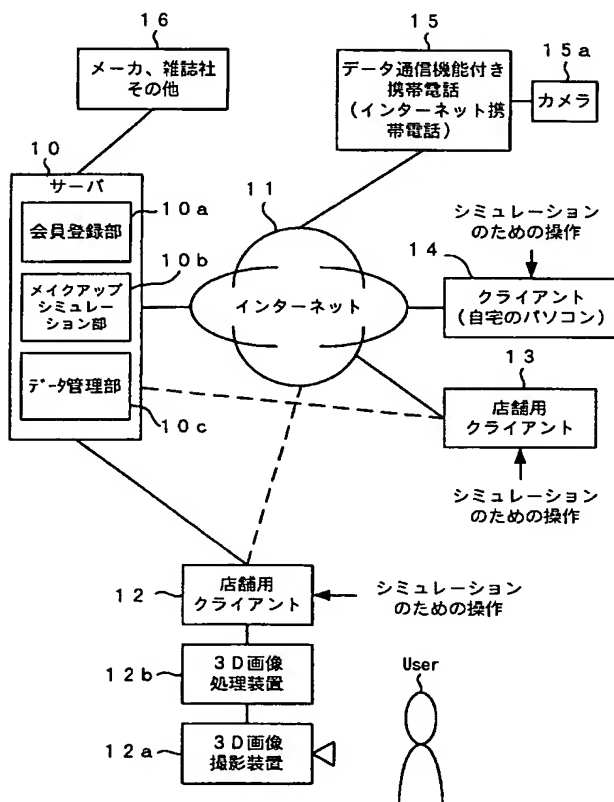 16
メーカ、雑誌社
その他
15
データ通信機能付き
携帯電話
(インターネット携
帯電話)
15a
カメラ
10
サーバ
10a
会員登録部
10b
メイクアップ
シミュレー
ション部
データ管理部
10c
11
インターネット
シミュレーション
のための操作
14
クライアント
(自宅のパソコン)
13
店舗用
クライアント
シミュレーション
のための操作
12
店舗用
クライアント
シミュレーション
のための操作
12b
3D画像
処理装置
12a
3D画像
撮影装置
User